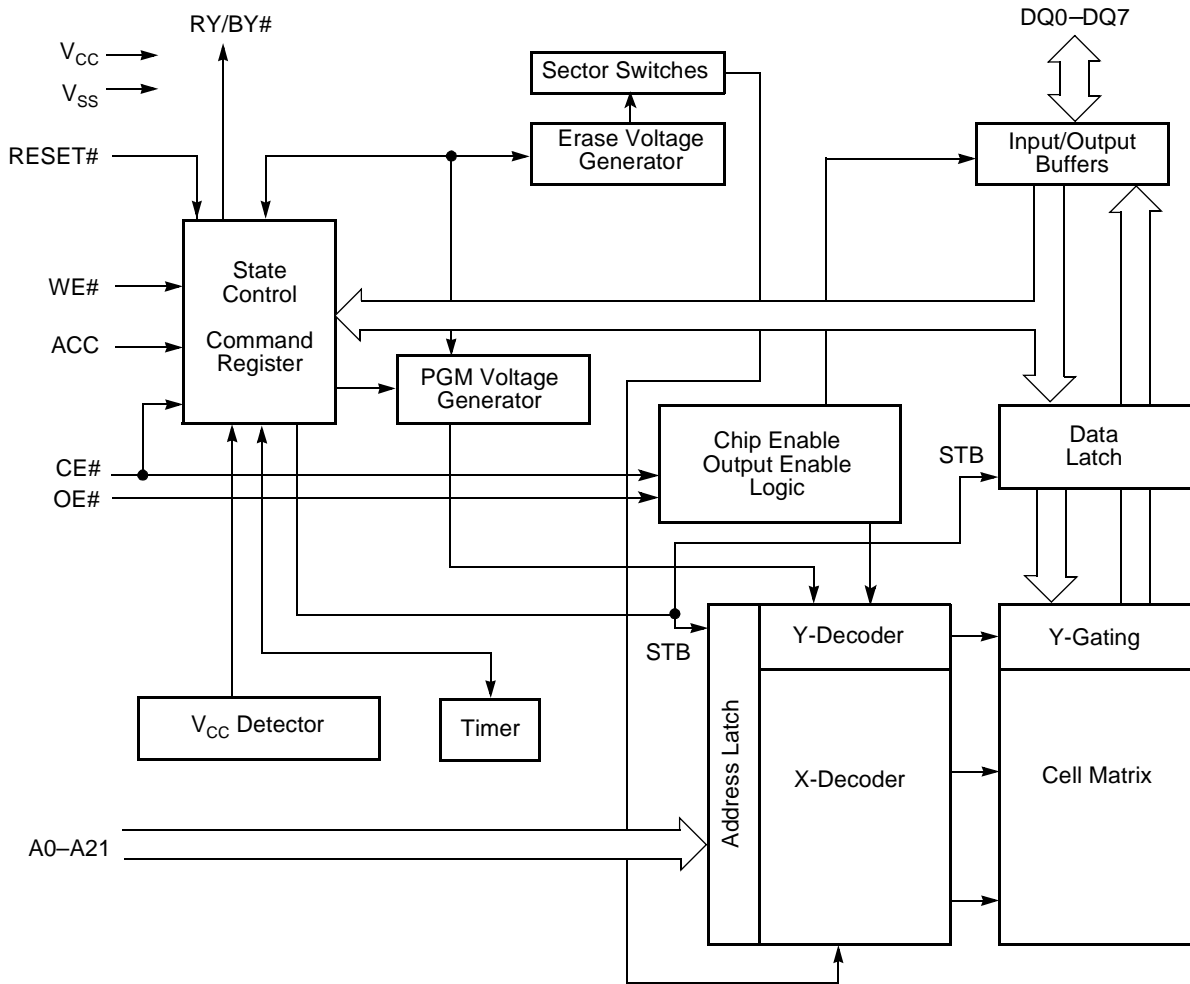 RY/BY#
DQ0–DQ7
VCC
VSS
Sector Switches
Erase Voltage
Generator
Input/Output
Buffers
RESET#
WE#
State
Control
ACC
Command
Register
PGM Voltage
Generator
Chip Enable
Output Enable
Logic
Data
Latch
STB
CE#
OE#
STB
Y-Decoder
Y-Gating
VCC Detector
Timer
Address Latch
X-Decoder
Cell Matrix
A0–A21